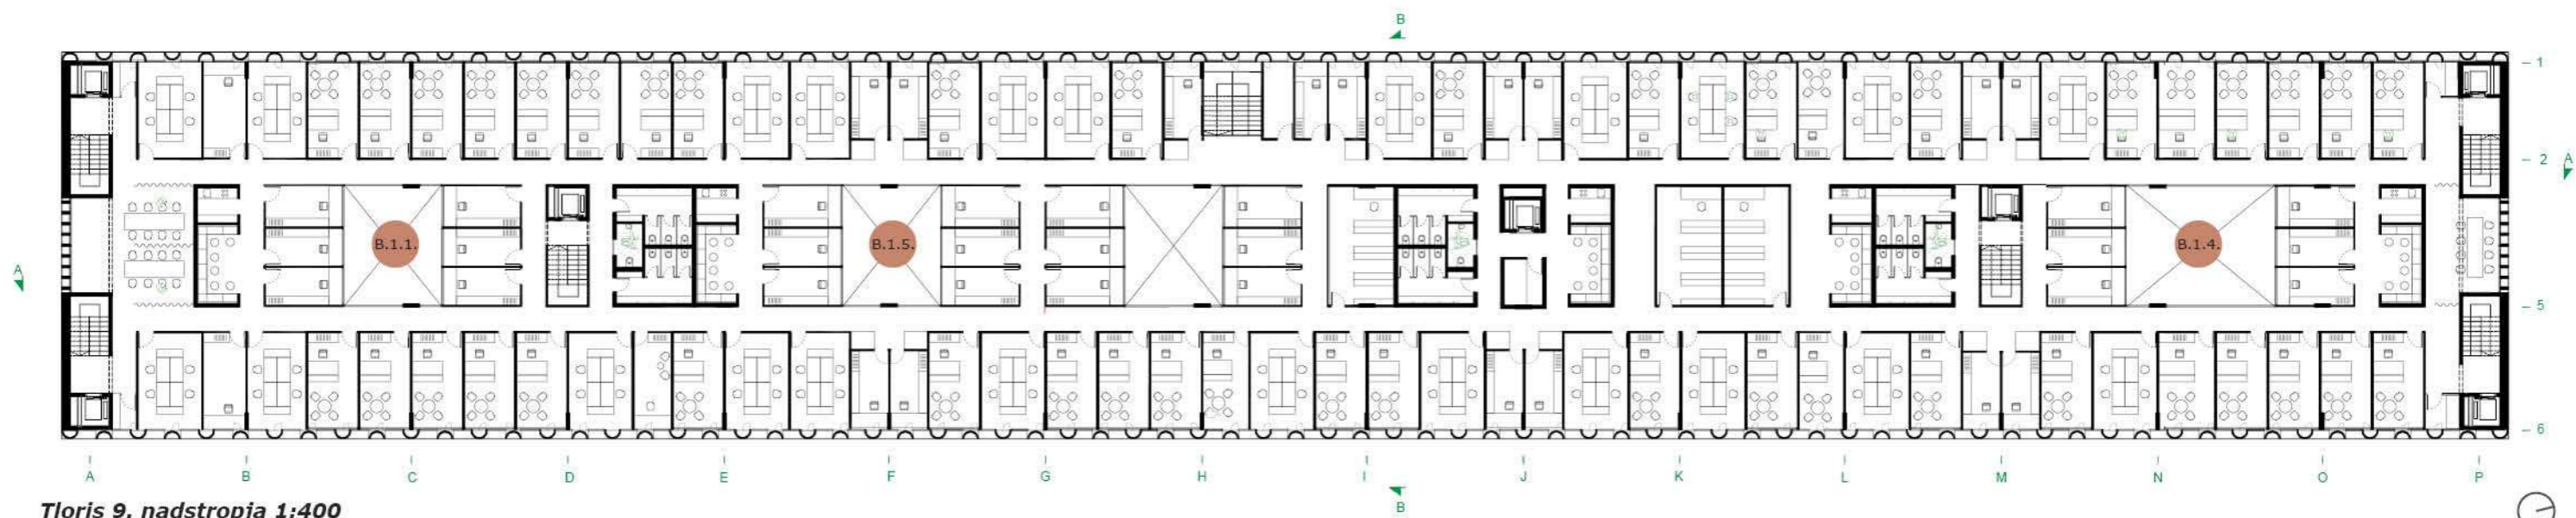 B
1
2 A
B.1.1. B.1.5. B.1.4.
A
5
6
A B C D E F G H I J K L M N O P
B
Tloris 9. nadstropja 1:400